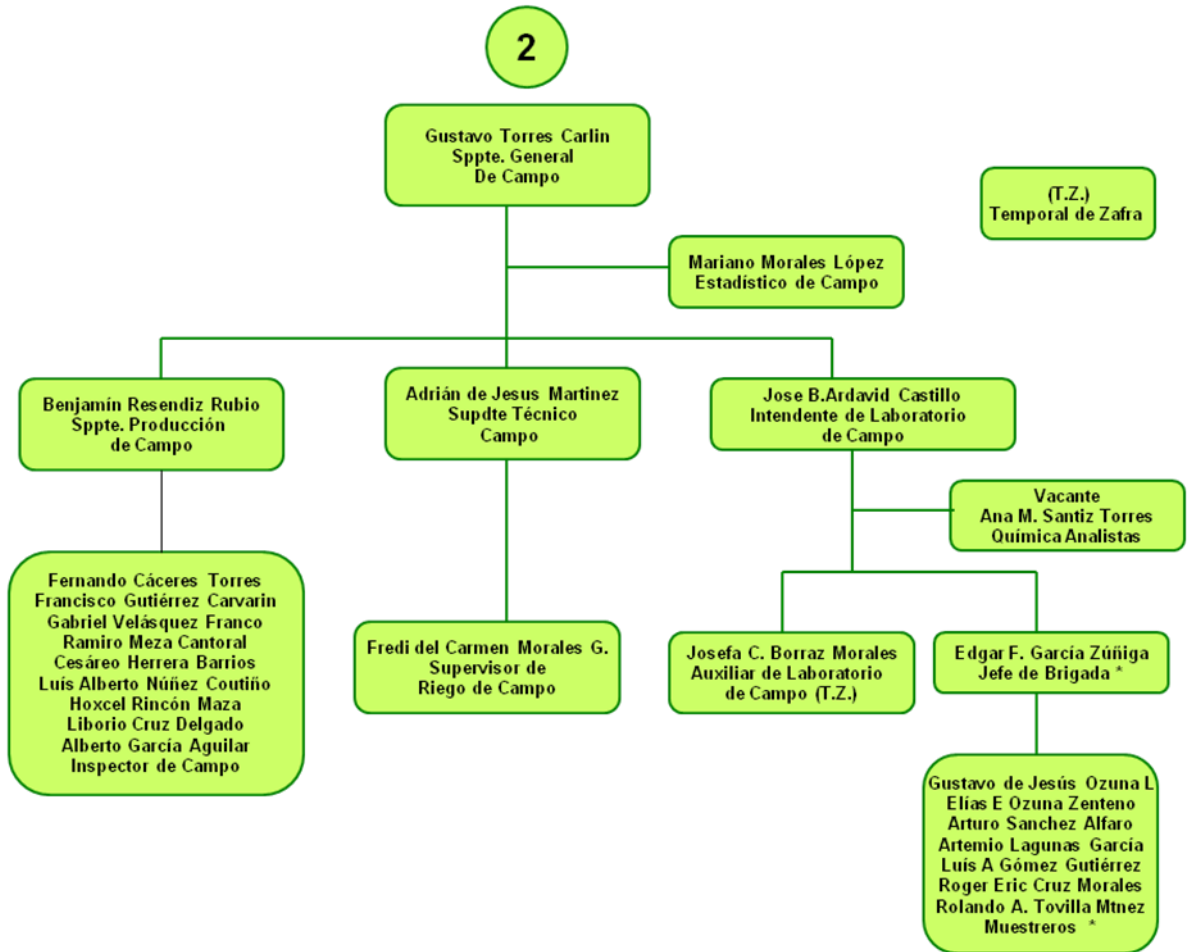 2
Gustavo Torres Carlin
Sppte. General
De Campo
(T.Z.)
Temporal de Zafra
Mariano Morales López
Estadístico de Campo
Benjamín Resendiz Rubio
Sppte. Producción
de Campo
Adrián de Jesus Martinez
Supdte Técnico
Campo
Jose B.Ardavid Castillo
Intendente de Laboratorio
de Campo
Vacante
Ana M. Santiz Torres
Química Analistas
Fernando Cáceres Torres
Francisco Gutiérrez Carvarin
Gabriel Velásquez Franco
Ramiro Meza Cantoral
Cesáreo Herrera Barrios
Luís Alberto Núñez Coutiño
Hoxcel Rincón Maza
Liborio Cruz Delgado
Alberto García Aguilar
Inspector de Campo
Fredi del Carmen Morales G.
Supervisor de
Riego de Campo
Josefa C. Borraz Morales
Auxiliar de Laboratorio
de Campo (T.Z.)
Edgar F. García Zúñiga
Jefe de Brigada *
Gustavo de Jesús Ozuna L
Elías E Ozuna Zenteno
Arturo Sanchez Alfaro
Artemio Lagunas García
Luís A Gómez Gutiérrez
Roger Eric Cruz Morales
Rolando A. Tovilla Mtnez
Muestreros *